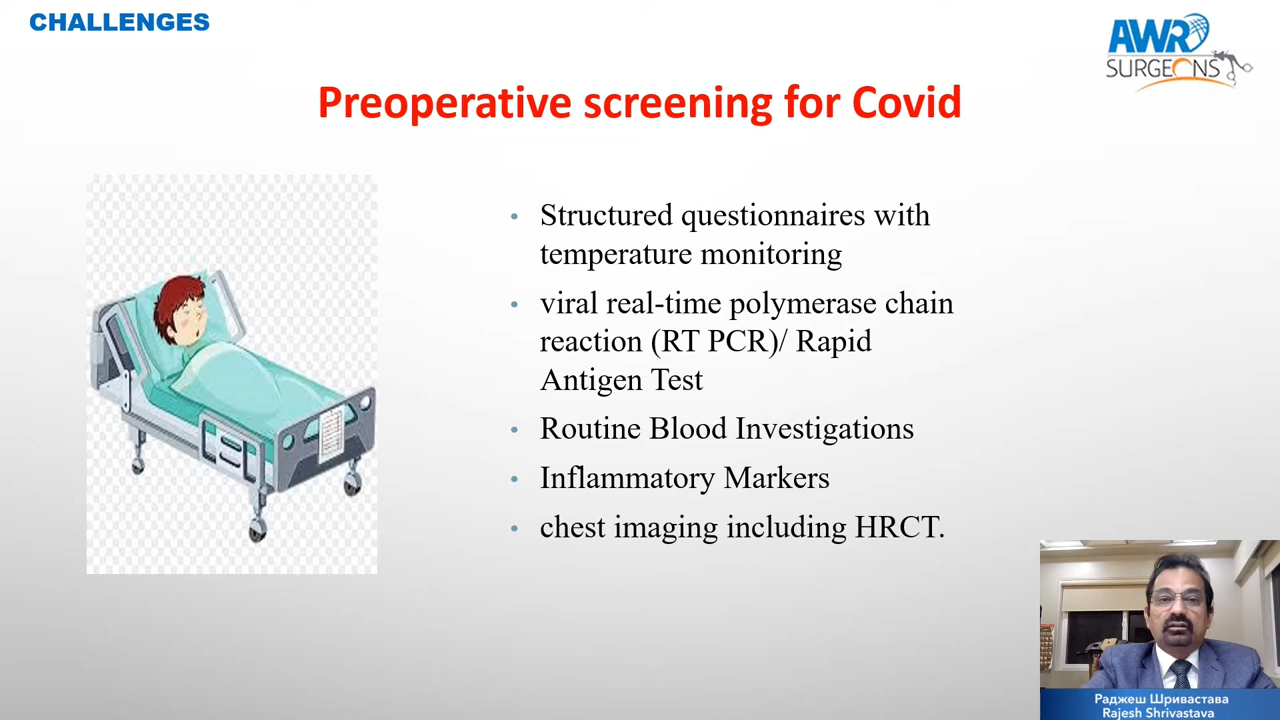 CHALLENGES
AWR
SURGEONS
Preoperative screening for Covid
• Structured questionnaires with
temperature monitoring
• viral real-time polymerase chain
reaction (RT PCR)/ Rapid
Antigen Test
• Routine Blood Investigations
• Inflammatory Markers
• chest imaging including HRCT.
Раджеш Шривастава
Rajesh Shrivastava